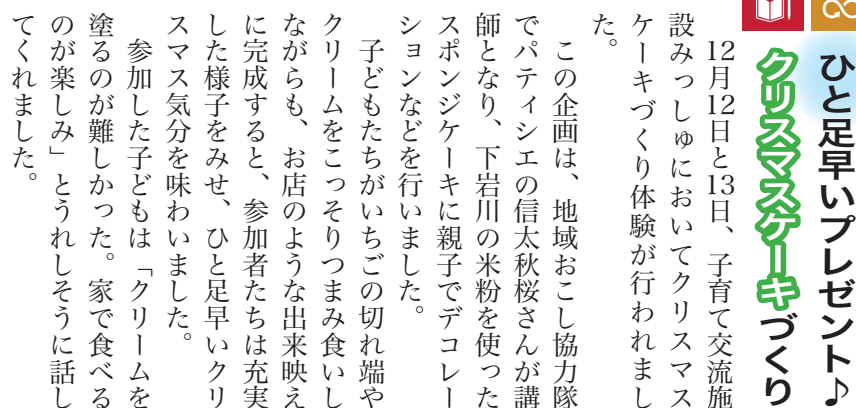 ひと足早いプレゼント♪
クリスマスケーキづくり
12月12日と13日、子育て交流施
設みっしゅにおいてクリスマス
ケーキづくり体験が行われまし
た。
この企画は、地域おこし協力隊
でパティシエの信太秋桜さんが講
師となり、下岩川の米粉を使った
スポンジケーキに親子でデコレー
ションなどを行いました。
子どもたちがいちごの切れ端や
クリームをこっそりつまみ食いし
ながらも、お店のような出来映え
に完成すると、参加者たちは充実
した様子をみせ、ひと足早いクリ
スマス気分を味わいました。
参加した子どもは「クリームを
塗るのが難しかった。家で食べる
のが楽しみ」とうれしそうに話し
てくれました。